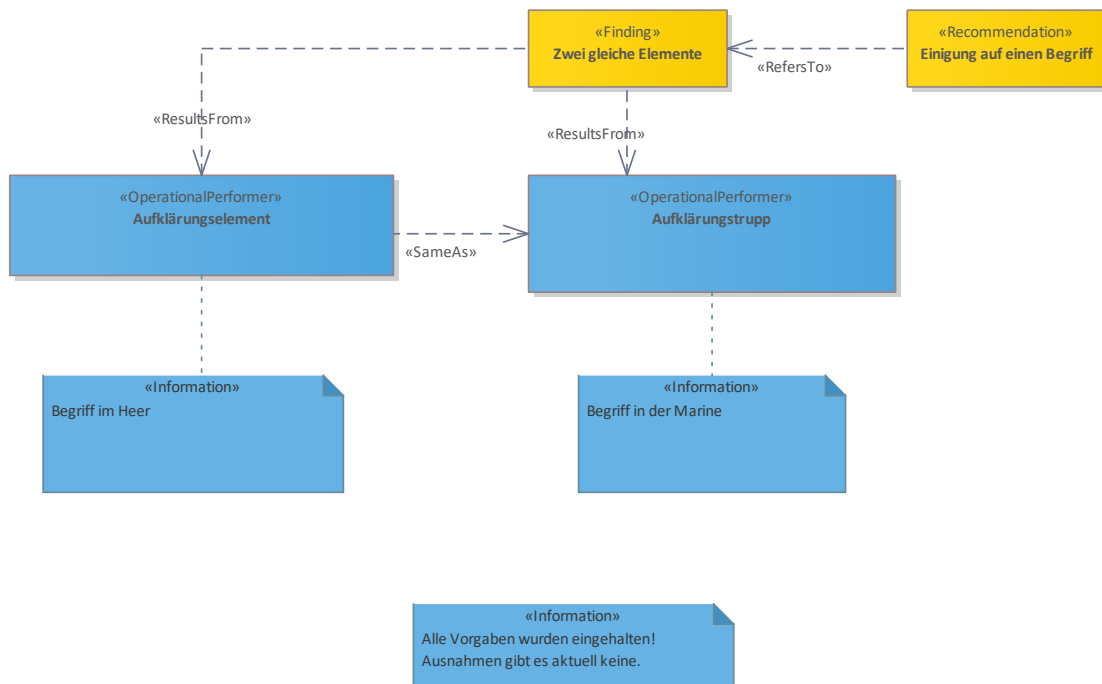 «Finding»
Zwei gleiche Elemente
«Recommendation»
Einigung auf einen Begriff
«RefersTo»
«ResultsFrom»
«ResultsFrom»
«OperationalPerformer»
Aufklärungselement
«OperationalPerformer»
Aufklärungstrupp
«SameAs»
«Information»
Begriff im Heer
«Information»
Begriff in der Marine
«Information»
Alle Vorgaben wurden eingehalten!
Ausnahmen gibt es aktuell keine.